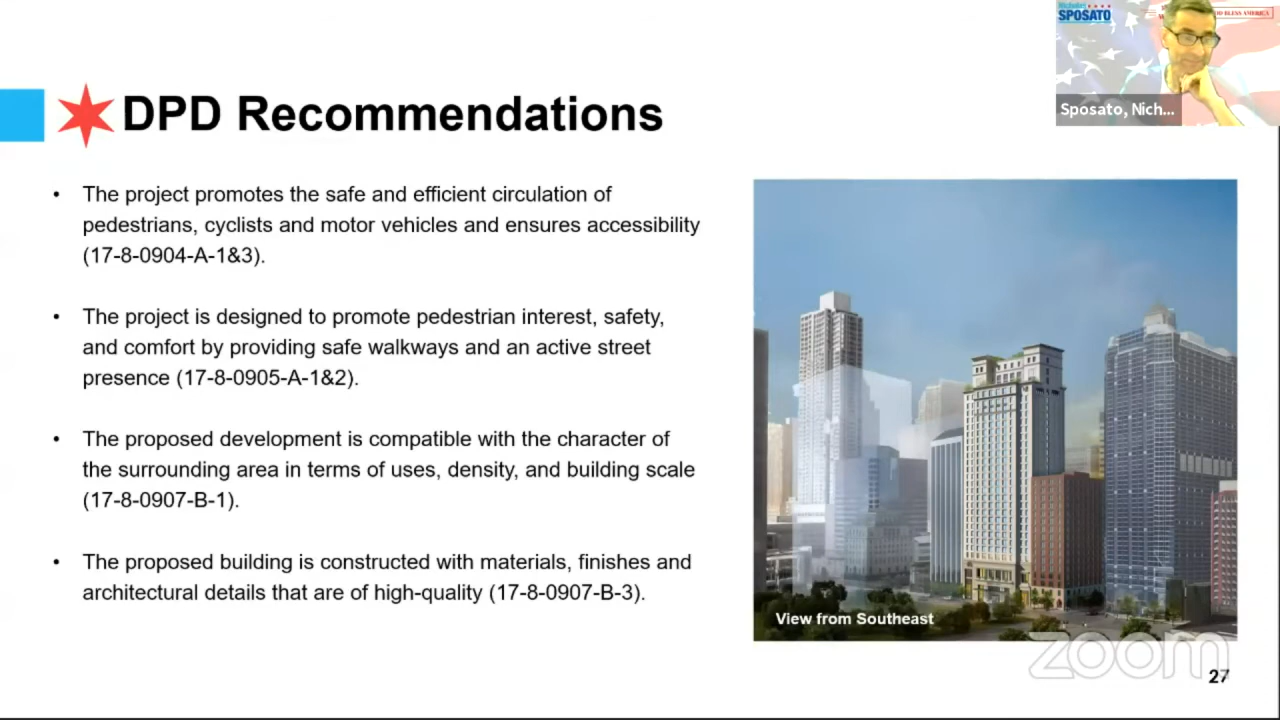 Nicholas
SPOSATO
GOD BLESS AMERICA
Sposato, Nich...
DPD Recommendations
• The project promotes the safe and efficient circulation of
pedestrians, cyclists and motor vehicles and ensures accessibility
(17-8-0904-A-1&3).
• The project is designed to promote pedestrian interest, safety,
and comfort by providing safe walkways and an active street
presence (17-8-0905-A-1&2).
• The proposed development is compatible with the character of
the surrounding area in terms of uses, density, and building scale
(17-8-0907-B-1).
• The proposed building is constructed with materials, finishes and
architectural details that are of high-quality (17-8-0907-B-3).
View from Southeast
zoom
27